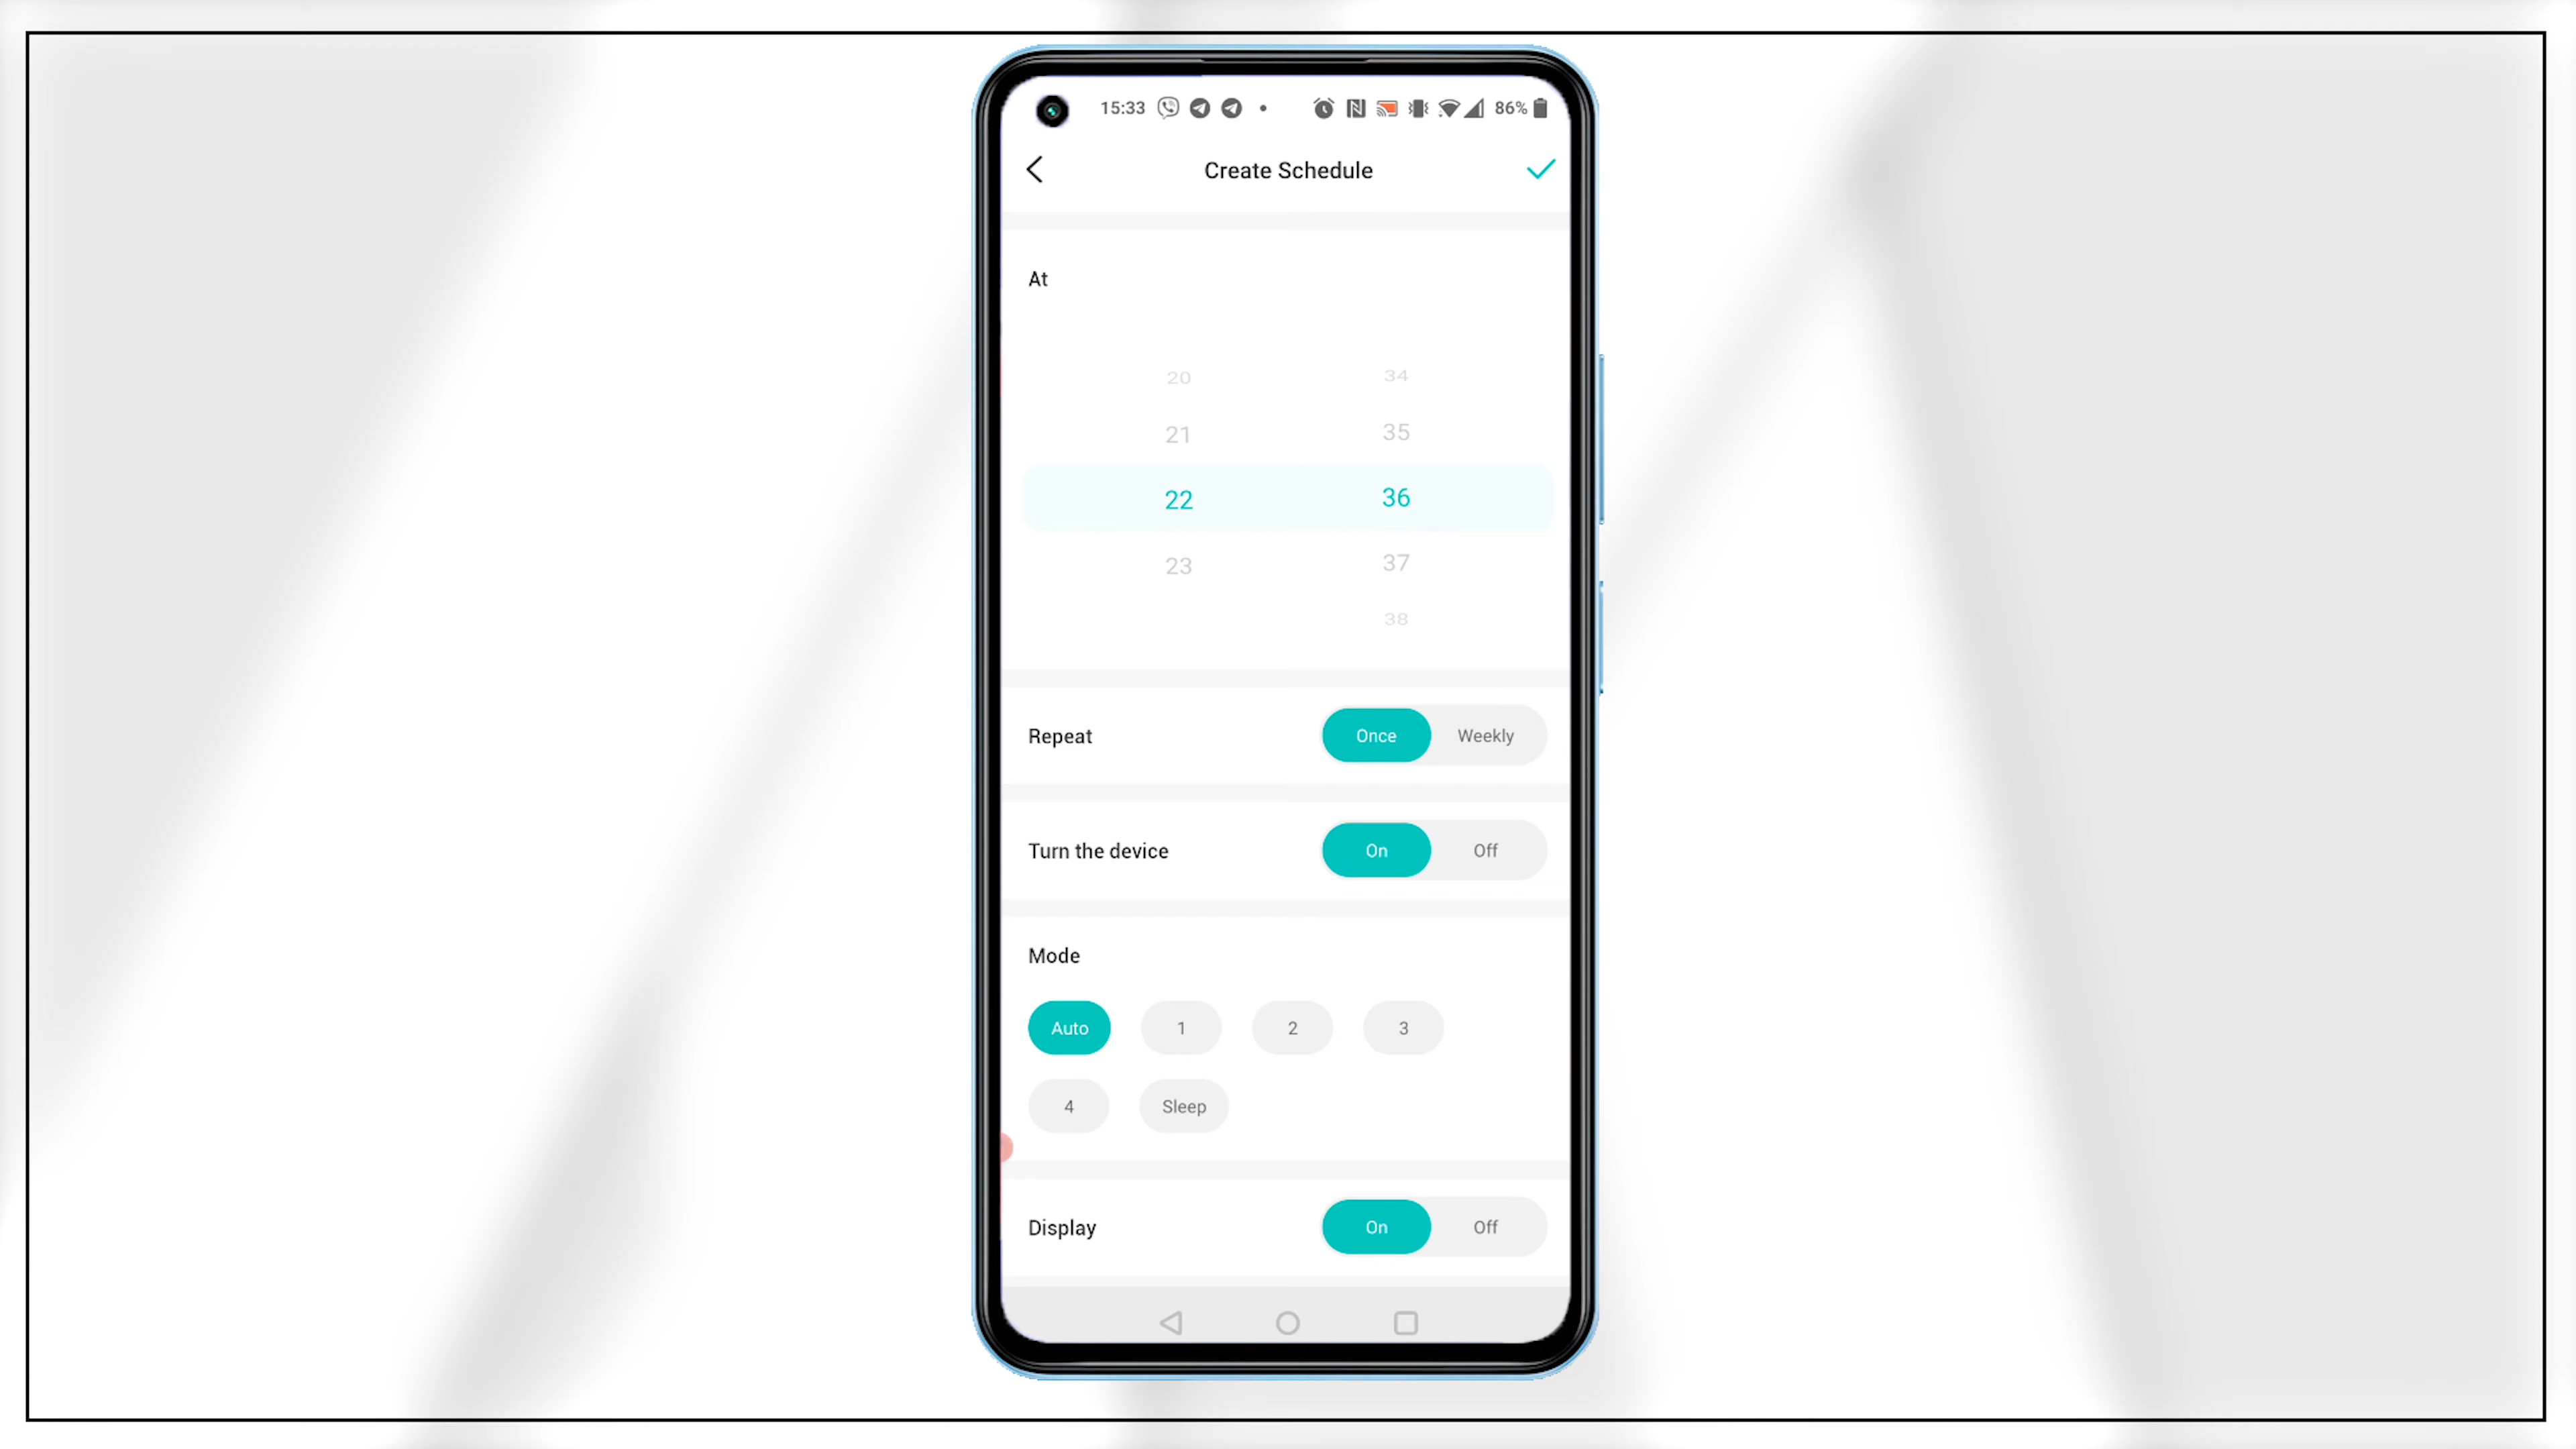 15:33 86%
Create Schedule
At
20 34
21 35
22 36
23 37
38
Repeat Once Weekly
Turn the device On Off
Mode
Auto 1 2 3
4 Sleep
Display On Off